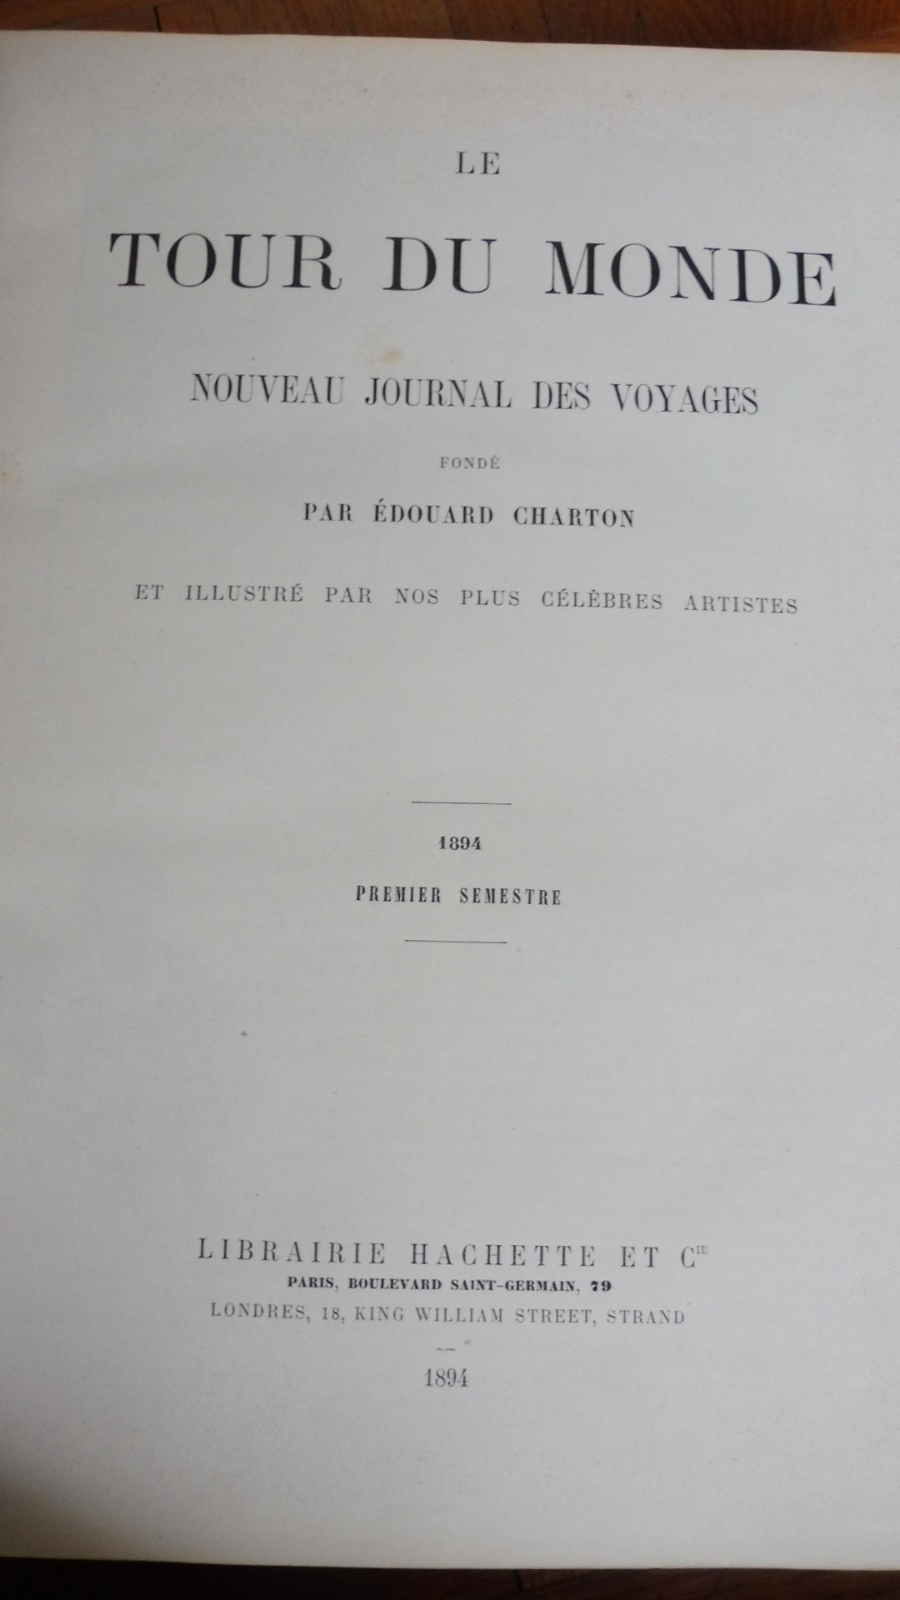 LE
TOUR DU MONDE
NOUVEAU JOURNAL DES VOYAGES
FONDÉ
PAR ÉDOUARD CHARTON
ET ILLUSTRÉ PAR NOS PLUS CÉLÈBRES ARTISTES
1894
PREMIER SEMESTRE
LIBRAIRIE HACHETTE ET CIE
PARIS, BOULEVARD SAINT-GERMAIN, 79
LONDRES, 18, KING WILLIAM STREET, STRAND
1894